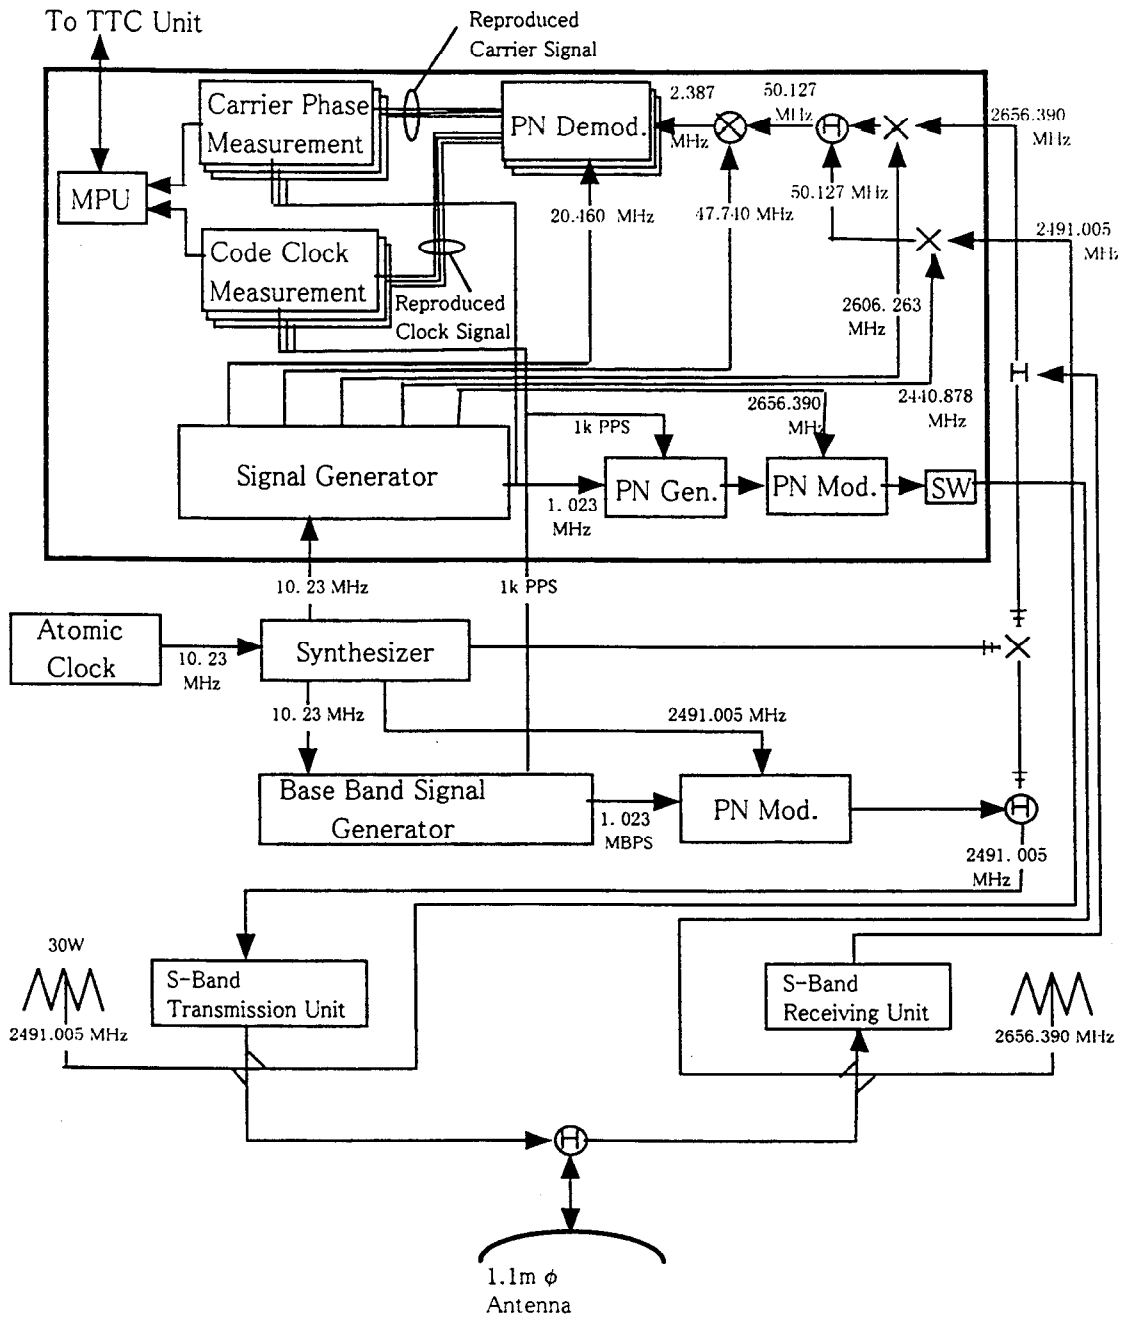 To TTC Unit
Reproduced
Carrier Signal
Carrier Phase
Measurement
PN Demod.
2.387
MHz
50.127
MHz
2656.390
MHz
MPU
20.460 MHz
47.740 MHz
50.127 MHz
2491.005
MHz
Code Clock
Measurement
Reproduced
Clock Signal
2606.263
MHz
2440.878
MHz
2656.390
MHz
1k PPS
Signal Generator
1.023
MHz
PN Gen.
PN Mod.
SW
10.23 MHz
1k PPS
Atomic
Clock
10.23
MHz
Synthesizer
10.23 MHz
2491.005 MHz
Base Band Signal
Generator
1.023
MBPS
PN Mod.
H
2491.005
MHz
30W
2491.005 MHz
S-Band
Transmission Unit
S-Band
Receiving Unit
2656.390 MHz
H
1.1m φ
Antenna